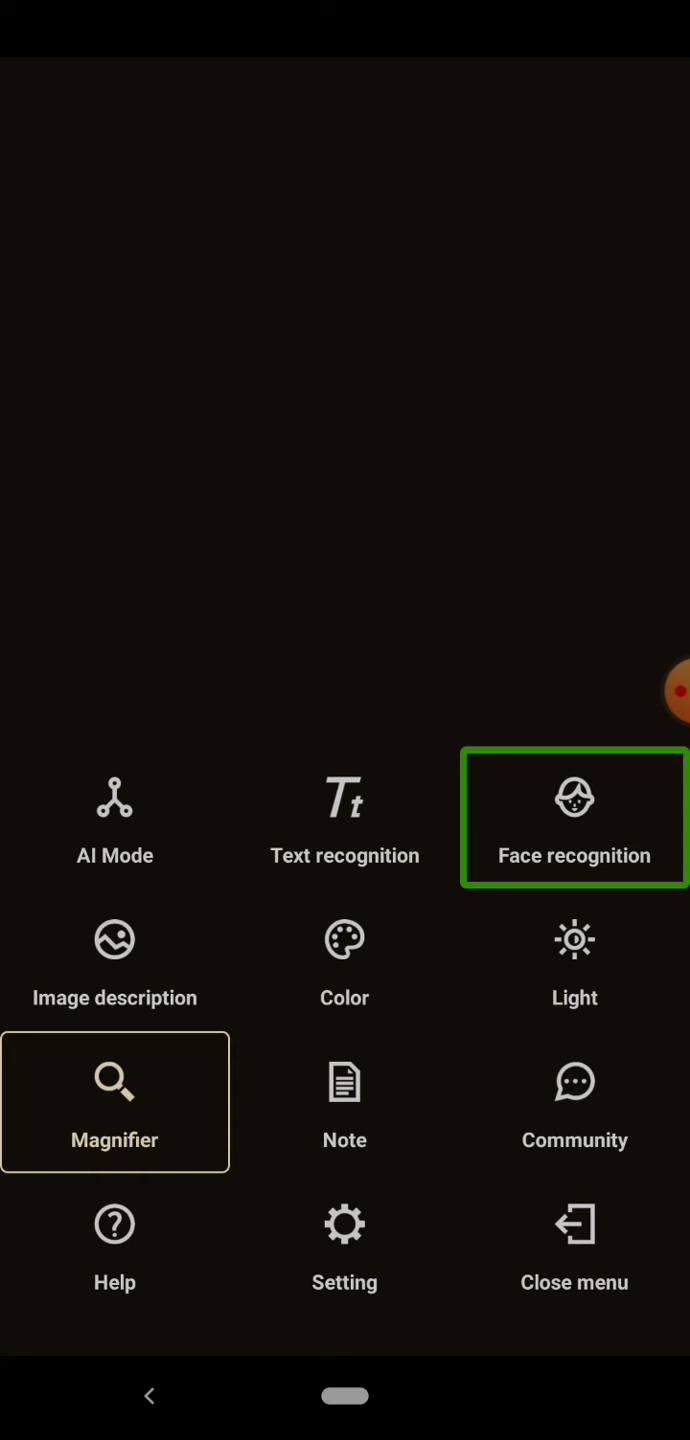 AI Mode
Text recognition
Face recognition
Image description
Color
Light
Magnifier
Note
Community
Help
Setting
Close menu